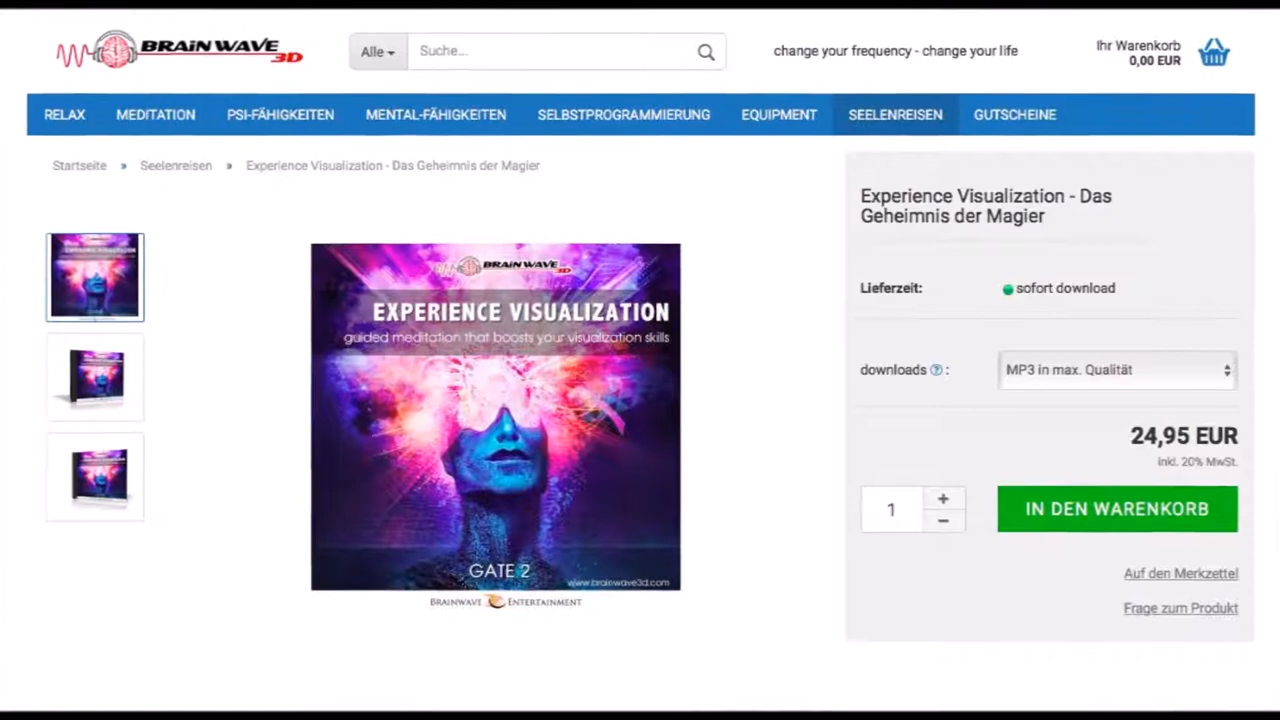 BRAiN WAVE 3D
Alle
Suche...
change your frequency - change your life
Ihr Warenkorb
0,00 EUR
RELAX
MEDITATION
PSI-FÄHIGKEITEN
MENTAL-FÄHIGKEITEN
SELBSTPROGRAMMIERUNG
EQUIPMENT
SEELENREISEN
GUTSCHEINE
Startseite » Seelenreisen » Experience Visualization - Das Geheimnis der Magier
BRAiN WAVE 3D
EXPERIENCE VISUALIZATION
guided meditation that boosts your visualization skills
GATE 2
www.brainwave3d.com
BRAINWAVE ENTERTAINMENT
Experience Visualization - Das
Geheimnis der Magier
Lieferzeit:
sofort download
downloads ? :
MP3 in max. Qualität
24,95 EUR
inkl. 20% MwSt.
1
+
−
IN DEN WARENKORB
Auf den Merkzettel
Frage zum Produkt